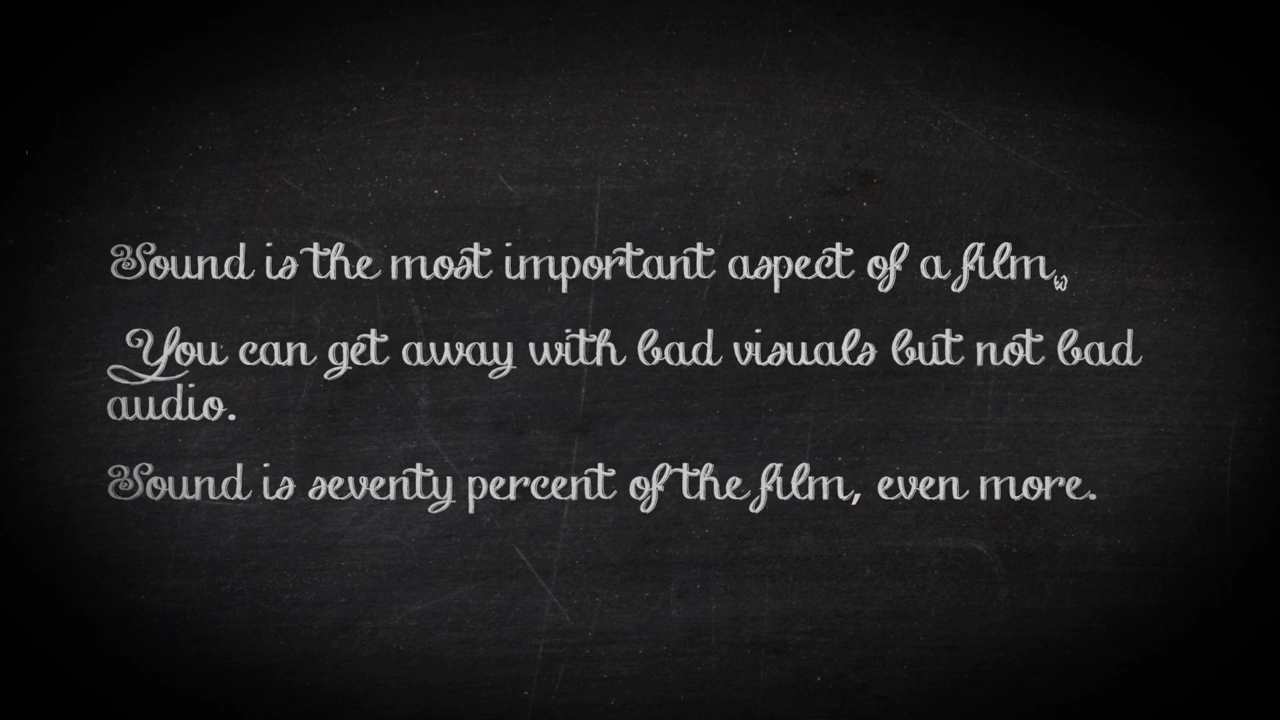 Sound is the most important aspect of a film
You can get away with bad visuals but not bad
audio.
Sound is seventy percent of the film, even more.